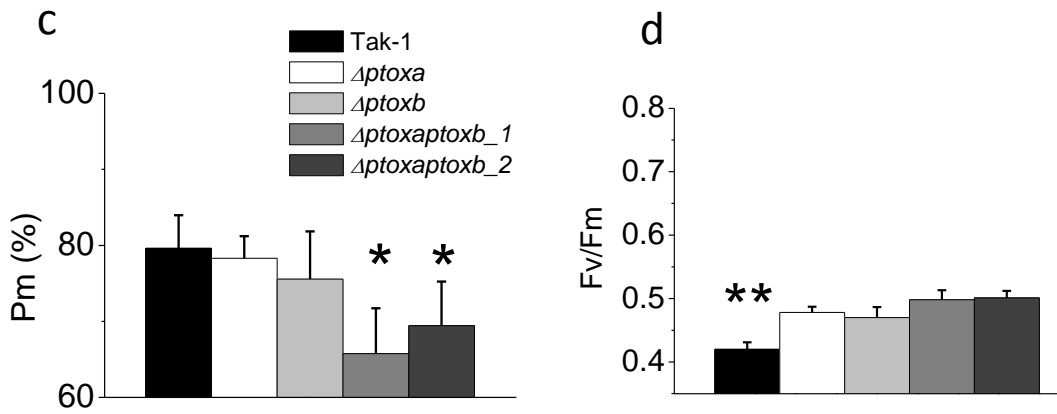 c
Tak-1
Δptoxa
Δptoxb
Δptoxaptoxb_1
Δptoxaptoxb_2
100
80
60
Pm (%)
*
*
d
0.8
0.7
0.6
0.5
0.4
Fv/Fm
**